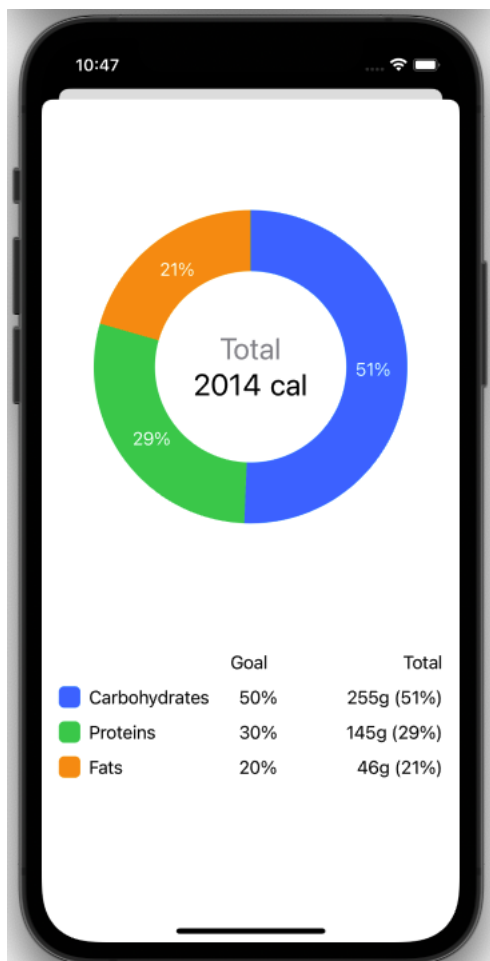 10:47
21%
Total
2014 cal
51%
29%
Goal Total
Carbohydrates 50% 255g (51%)
Proteins 30% 145g (29%)
Fats 20% 46g (21%)